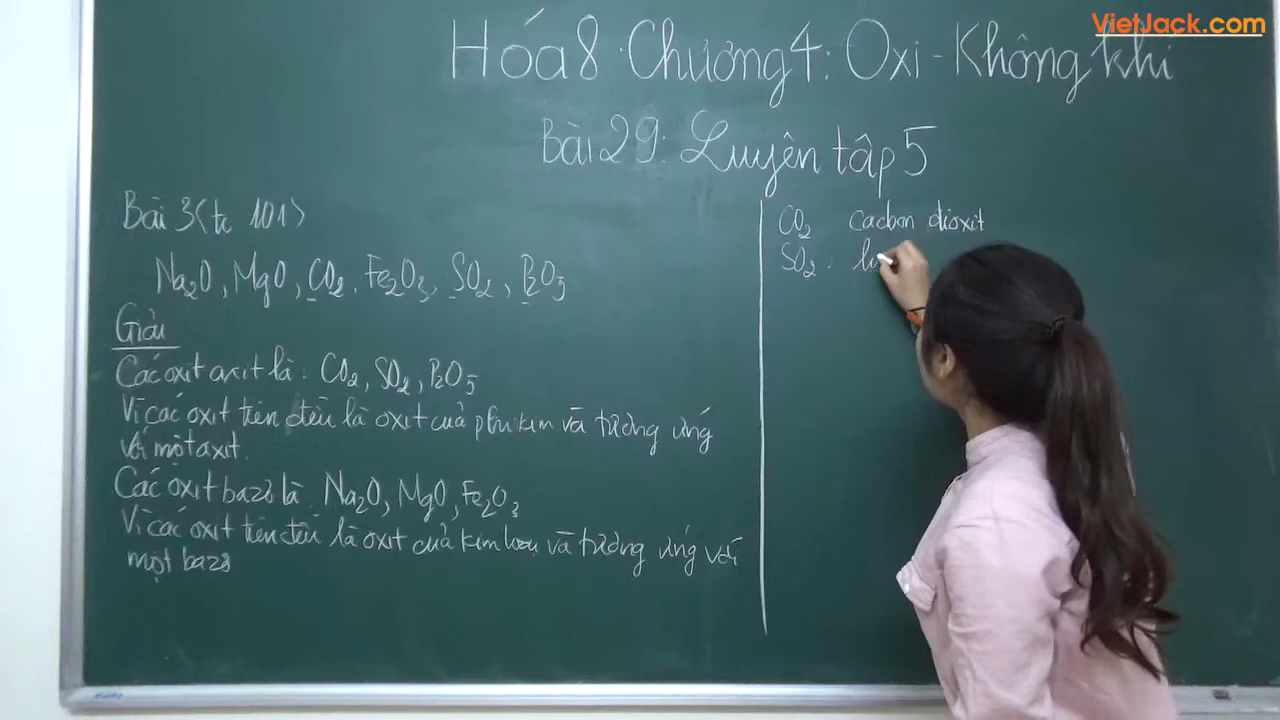 VietJack.com
Hóa 8. Chương 4: Oxi - Không khí
Bài 29: Luyện tập 5
Bài 3 (tr 101)
Na₂O, MgO, CO₂, Fe₂O₃, SO₂, P₂O₅
Giải
Các oxit axit là: CO₂, SO₂, P₂O₅
Vì các oxit trên đều là oxit của phi kim và tương ứng
với một axit.
Các oxit bazơ là Na₂O, MgO, Fe₂O₃
Vì các oxit trên đều là oxit của kim loại và tương ứng với
một bazơ
CO₂ cacbon dioxit
SO₂: lư